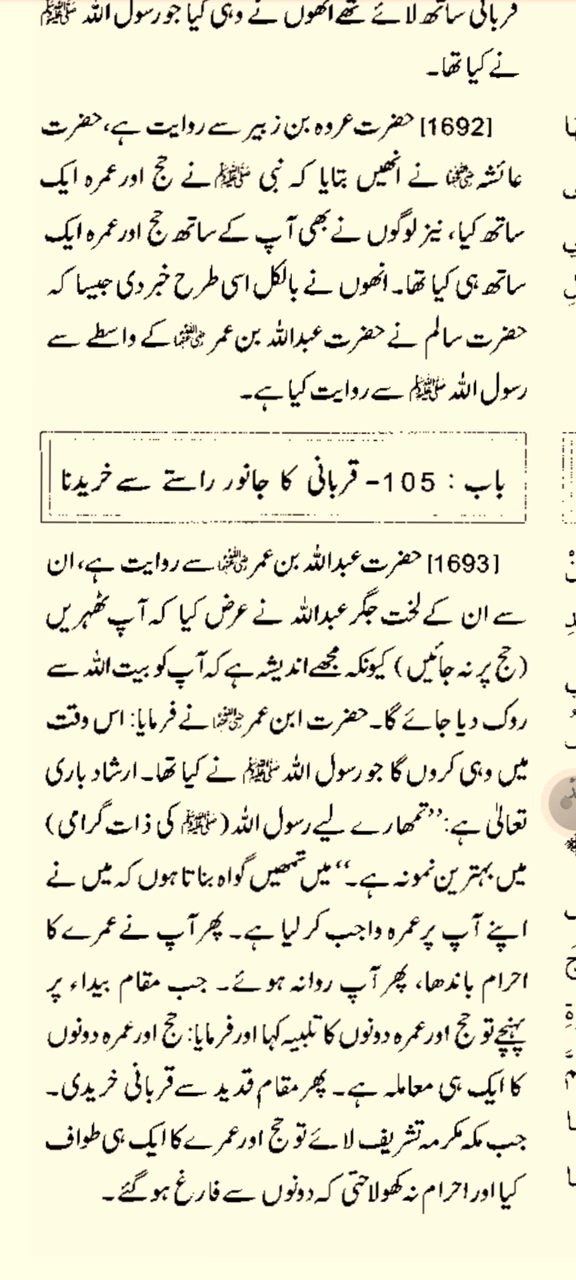 قربانی ساتھ لائے تھے انھوں نے وہی کیا جو رسول اللہ ﷺ
نے کیا تھا۔
[1692] حضرت عروہ بن زبیر سے روایت ہے، حضرت
عائشہ رضی اللہ عنہا نے انھیں بتایا کہ نبی ﷺ نے حج اور عمرہ ایک
ساتھ کیا، نیز لوگوں نے بھی آپ کے ساتھ حج اور عمرہ ایک
ساتھ ہی کیا تھا۔ انھوں نے بالکل اسی طرح خبر دی جیسا کہ
حضرت سالم نے حضرت عبداللہ بن عمر رضی اللہ عنہما کے واسطے سے
رسول اللہ ﷺ سے روایت کیا ہے۔
باب : 105- قربانی کا جانور راستے سے خریدنا
[1693] حضرت عبداللہ بن عمر رضی اللہ عنہما سے روایت ہے، ان
سے ان کے لخت جگر عبداللہ نے عرض کیا کہ آپ ٹھہریں
(حج پر نہ جائیں) کیونکہ مجھے اندیشہ ہے کہ آپ کو بیت اللہ سے
روک دیا جائے گا۔ حضرت ابن عمر رضی اللہ عنہما نے فرمایا: اس وقت
میں وہی کروں گا جو رسول اللہ ﷺ نے کیا تھا۔ ارشاد باری
تعالیٰ ہے: ’’تمھارے لیے رسول اللہ (ﷺ کی ذات گرامی)
میں بہترین نمونہ ہے۔‘‘ میں تمھیں گواہ بناتا ہوں کہ میں نے
اپنے آپ پر عمرہ واجب کر لیا ہے۔ پھر آپ نے عمرے کا
احرام باندھا، پھر آپ روانہ ہوئے۔ جب مقام بیداء پر
پہنچے تو حج اور عمرہ دونوں کا تلبیہ کہا اور فرمایا: حج اور عمرہ دونوں
کا ایک ہی معاملہ ہے۔ پھر مقام قدید سے قربانی خریدی۔
جب مکہ مکرمہ تشریف لائے تو حج اور عمرے کا ایک ہی طواف
کیا اور احرام نہ کھولا حتی کہ دونوں سے فارغ ہو گئے۔